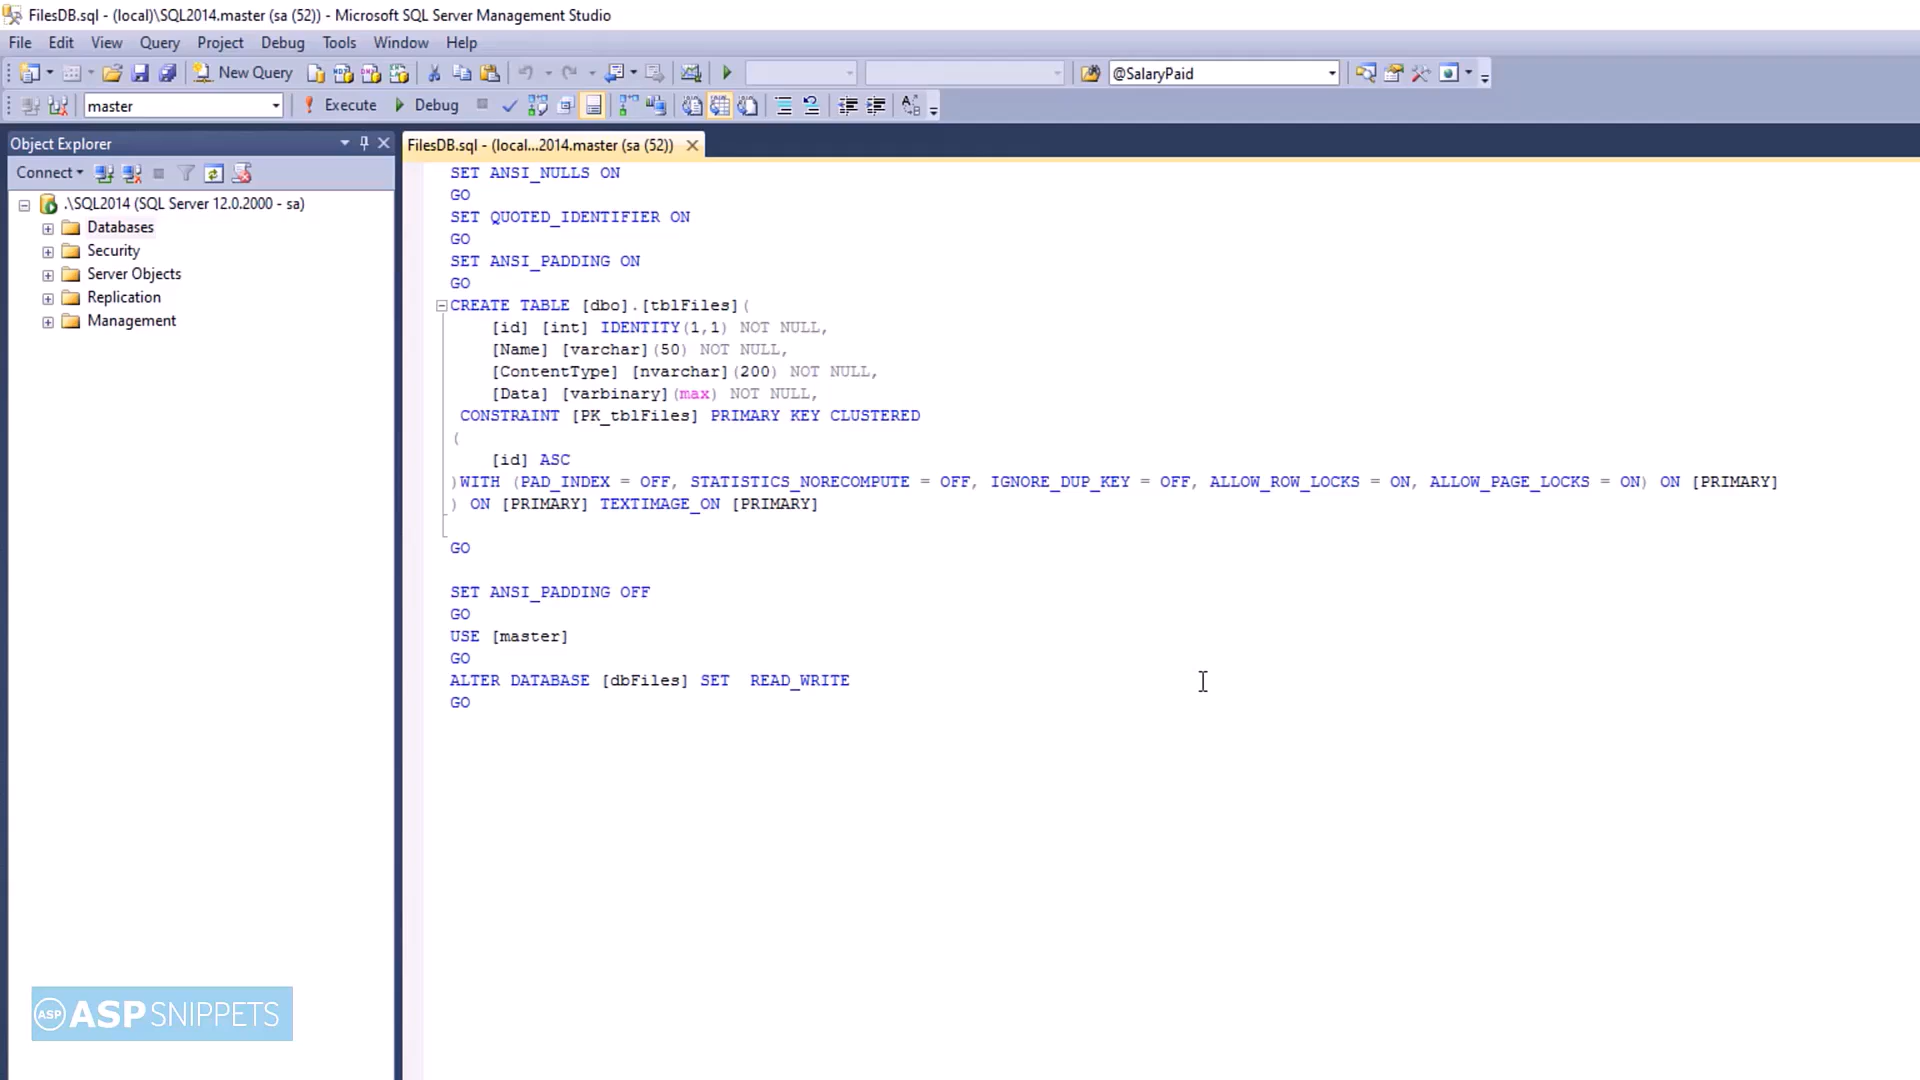 FilesDB.sql - (local)\SQL2014.master (sa (52)) - Microsoft SQL Server Management Studio
File Edit View Query Project Debug Tools Window Help
New Query @SalaryPaid
master Execute Debug
Object Explorer
Connect
.\SQL2014 (SQL Server 12.0.2000 - sa)
Databases
Security
Server Objects
Replication
Management
FilesDB.sql - (local...2014.master (sa (52))
SET ANSI_NULLS ON
GO
SET QUOTED_IDENTIFIER ON
GO
SET ANSI_PADDING ON
GO
CREATE TABLE [dbo].[tblFiles](
[id] [int] IDENTITY(1,1) NOT NULL,
[Name] [varchar](50) NOT NULL,
[ContentType] [nvarchar](200) NOT NULL,
[Data] [varbinary](max) NOT NULL,
CONSTRAINT [PK_tblFiles] PRIMARY KEY CLUSTERED
(
[id] ASC
)WITH (PAD_INDEX = OFF, STATISTICS_NORECOMPUTE = OFF, IGNORE_DUP_KEY = OFF, ALLOW_ROW_LOCKS = ON, ALLOW_PAGE_LOCKS = ON) ON [PRIMARY]
) ON [PRIMARY] TEXTIMAGE_ON [PRIMARY]
GO
SET ANSI_PADDING OFF
GO
USE [master]
GO
ALTER DATABASE [dbFiles] SET  READ_WRITE
GO
ASP ASPSNIPPETS